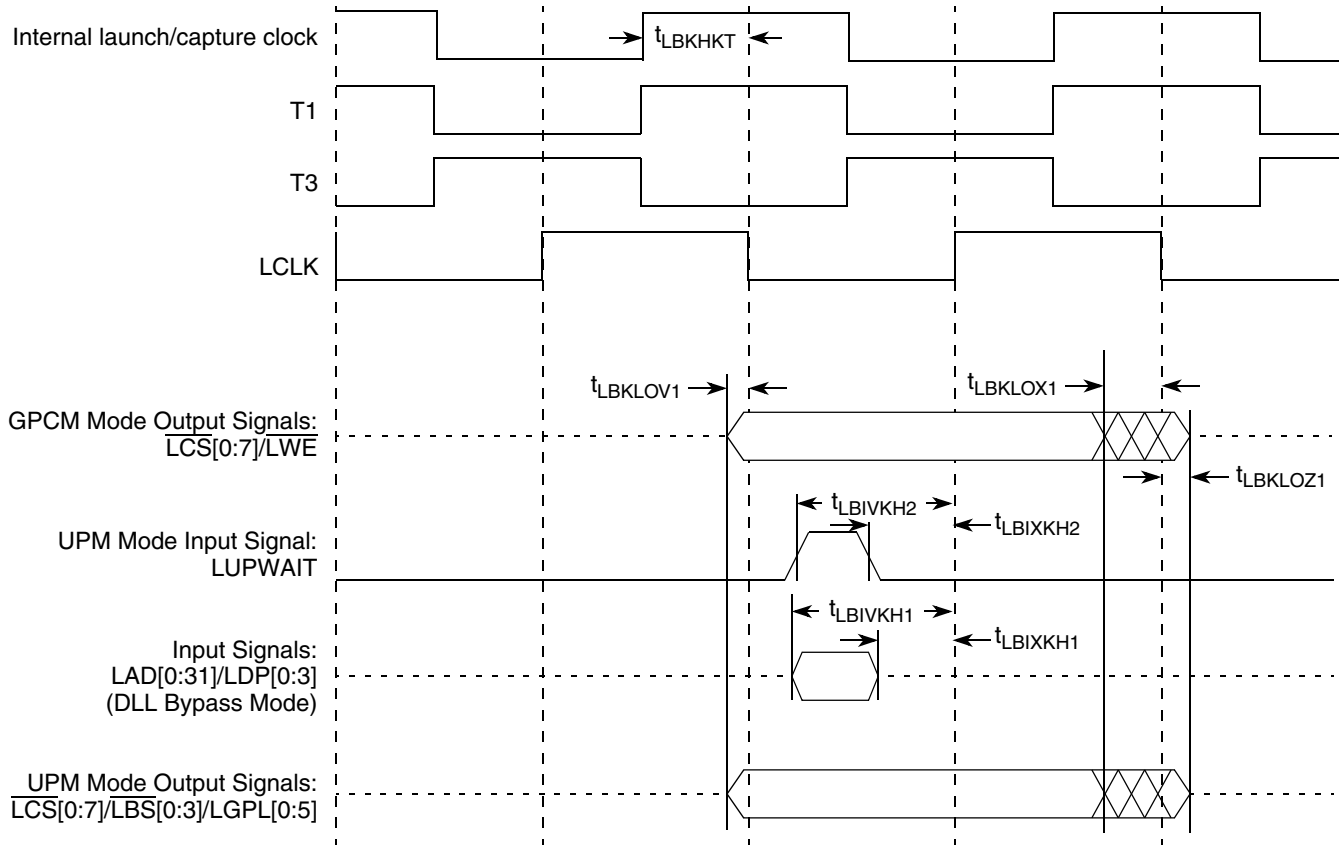 Internal launch/capture clock
tLBKHKT
T1
T3
LCLK
tLBKLOV1
tLBKLOX1
GPCM Mode Output Signals:
LCS[0:7]/LWE
tLBKLOZ1
tLBIVKH2
tLBIXKH2
UPM Mode Input Signal:
LUPWAIT
tLBIVKH1
tLBIXKH1
Input Signals:
LAD[0:31]/LDP[0:3]
(DLL Bypass Mode)
UPM Mode Output Signals:
LCS[0:7]/LBS[0:3]/LGPL[0:5]